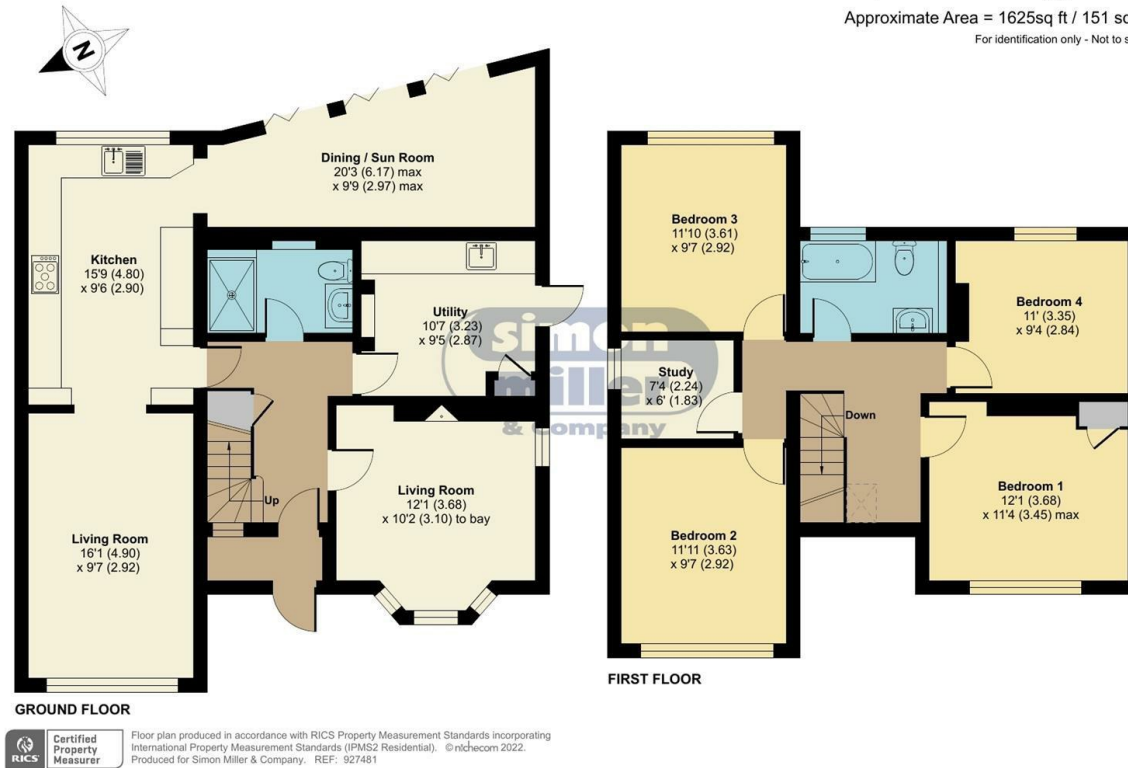 Approximate Area = 1625sq ft / 151 sq
For identification only - Not to s
N
Dining / Sun Room
20'3 (6.17) max
x 9'9 (2.97) max
Kitchen
15'9 (4.80)
x 9'6 (2.90)
Utility
10'7 (3.23)
x 9'5 (2.87)
Up
Living Room
12'1 (3.68)
x 10'2 (3.10) to bay
Living Room
16'1 (4.90)
x 9'7 (2.92)
GROUND FLOOR
Bedroom 3
11'10 (3.61)
x 9'7 (2.92)
Bedroom 4
11' (3.35)
x 9'4 (2.84)
Study
7'4 (2.24)
x 6' (1.83)
Down
Bedroom 1
12'1 (3.68)
x 11'4 (3.45) max
Bedroom 2
11'11 (3.63)
x 9'7 (2.92)
FIRST FLOOR
simon
miller
& Company
RICS
Certified
Property
Measurer
Floor plan produced in accordance with RICS Property Measurement Standards incorporating
International Property Measurement Standards (IPMS2 Residential). © nichecom 2022.
Produced for Simon Miller & Company. REF: 927481